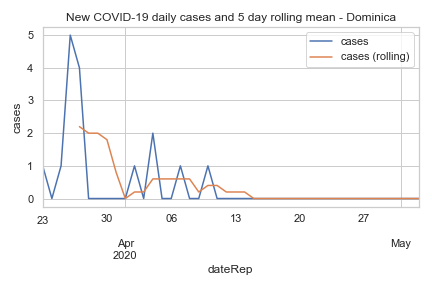 New COVID-19 daily cases and 5 day rolling mean - Dominica
cases
cases (rolling)
cases
5
4
3
2
1
0
23
30
06
13
20
27
Apr
2020
May
dateRep